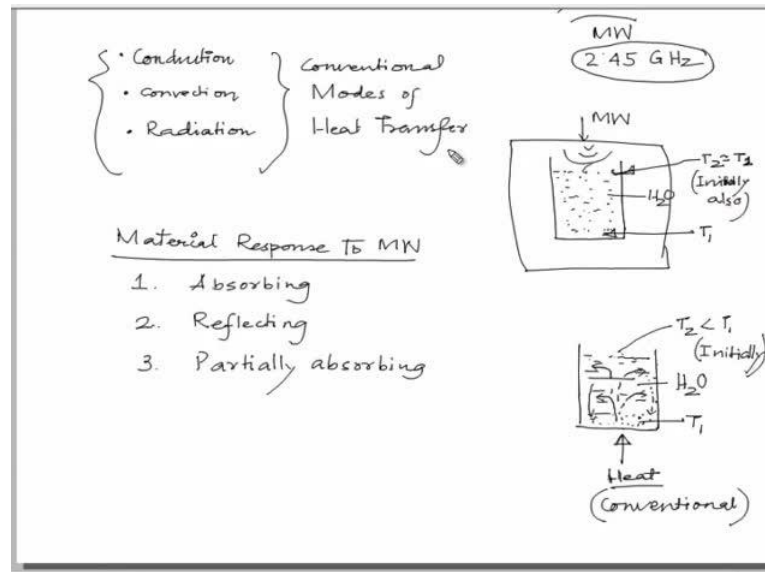 • Conduction
• Convection
• Radiation
Conventional
Modes of
Heat Transfer
Material Response To MW
1. Absorbing
2. Reflecting
3. Partially absorbing
MW
2.45 GHz
MW
T₂ ≈ T₁
(Initially
also)
H₂O
T₁
T₂ < T₁
(Initially)
H₂O
T₁
Heat
(Conventional)